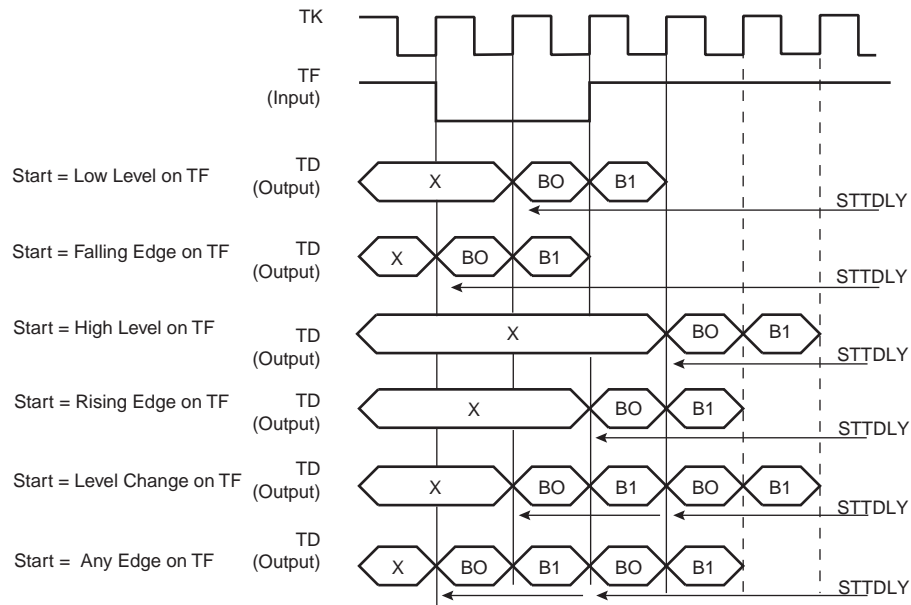 TK
TF
(Input)
Start = Low Level on TF
TD
(Output)
X
BO
B1
STTDLY
Start = Falling Edge on TF
TD
(Output)
X
BO
B1
STTDLY
Start = High Level on TF
TD
(Output)
X
BO
B1
STTDLY
Start = Rising Edge on TF
TD
(Output)
X
BO
B1
STTDLY
Start = Level Change on TF
TD
(Output)
X
BO
B1
BO
B1
STTDLY
Start = Any Edge on TF
TD
(Output)
X
BO
B1
BO
B1
STTDLY